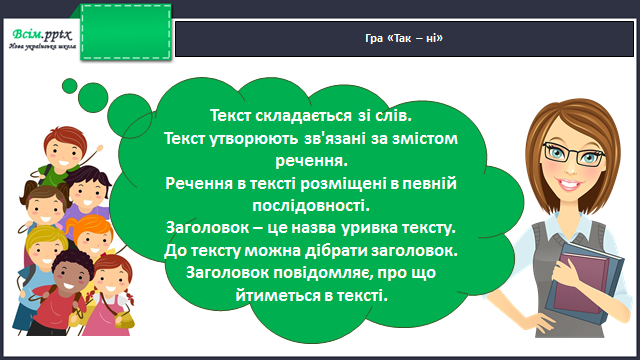 Всім.pptx
Нова українська школа
Гра «Так – ні»
Текст складається зі слів.
Текст утворюють зв'язані за змістом
речення.
Речення в тексті розміщені в певній
послідовності.
Заголовок – це назва уривка тексту.
До тексту можна дібрати заголовок.
Заголовок повідомляє, про що
йтиметься в тексті.